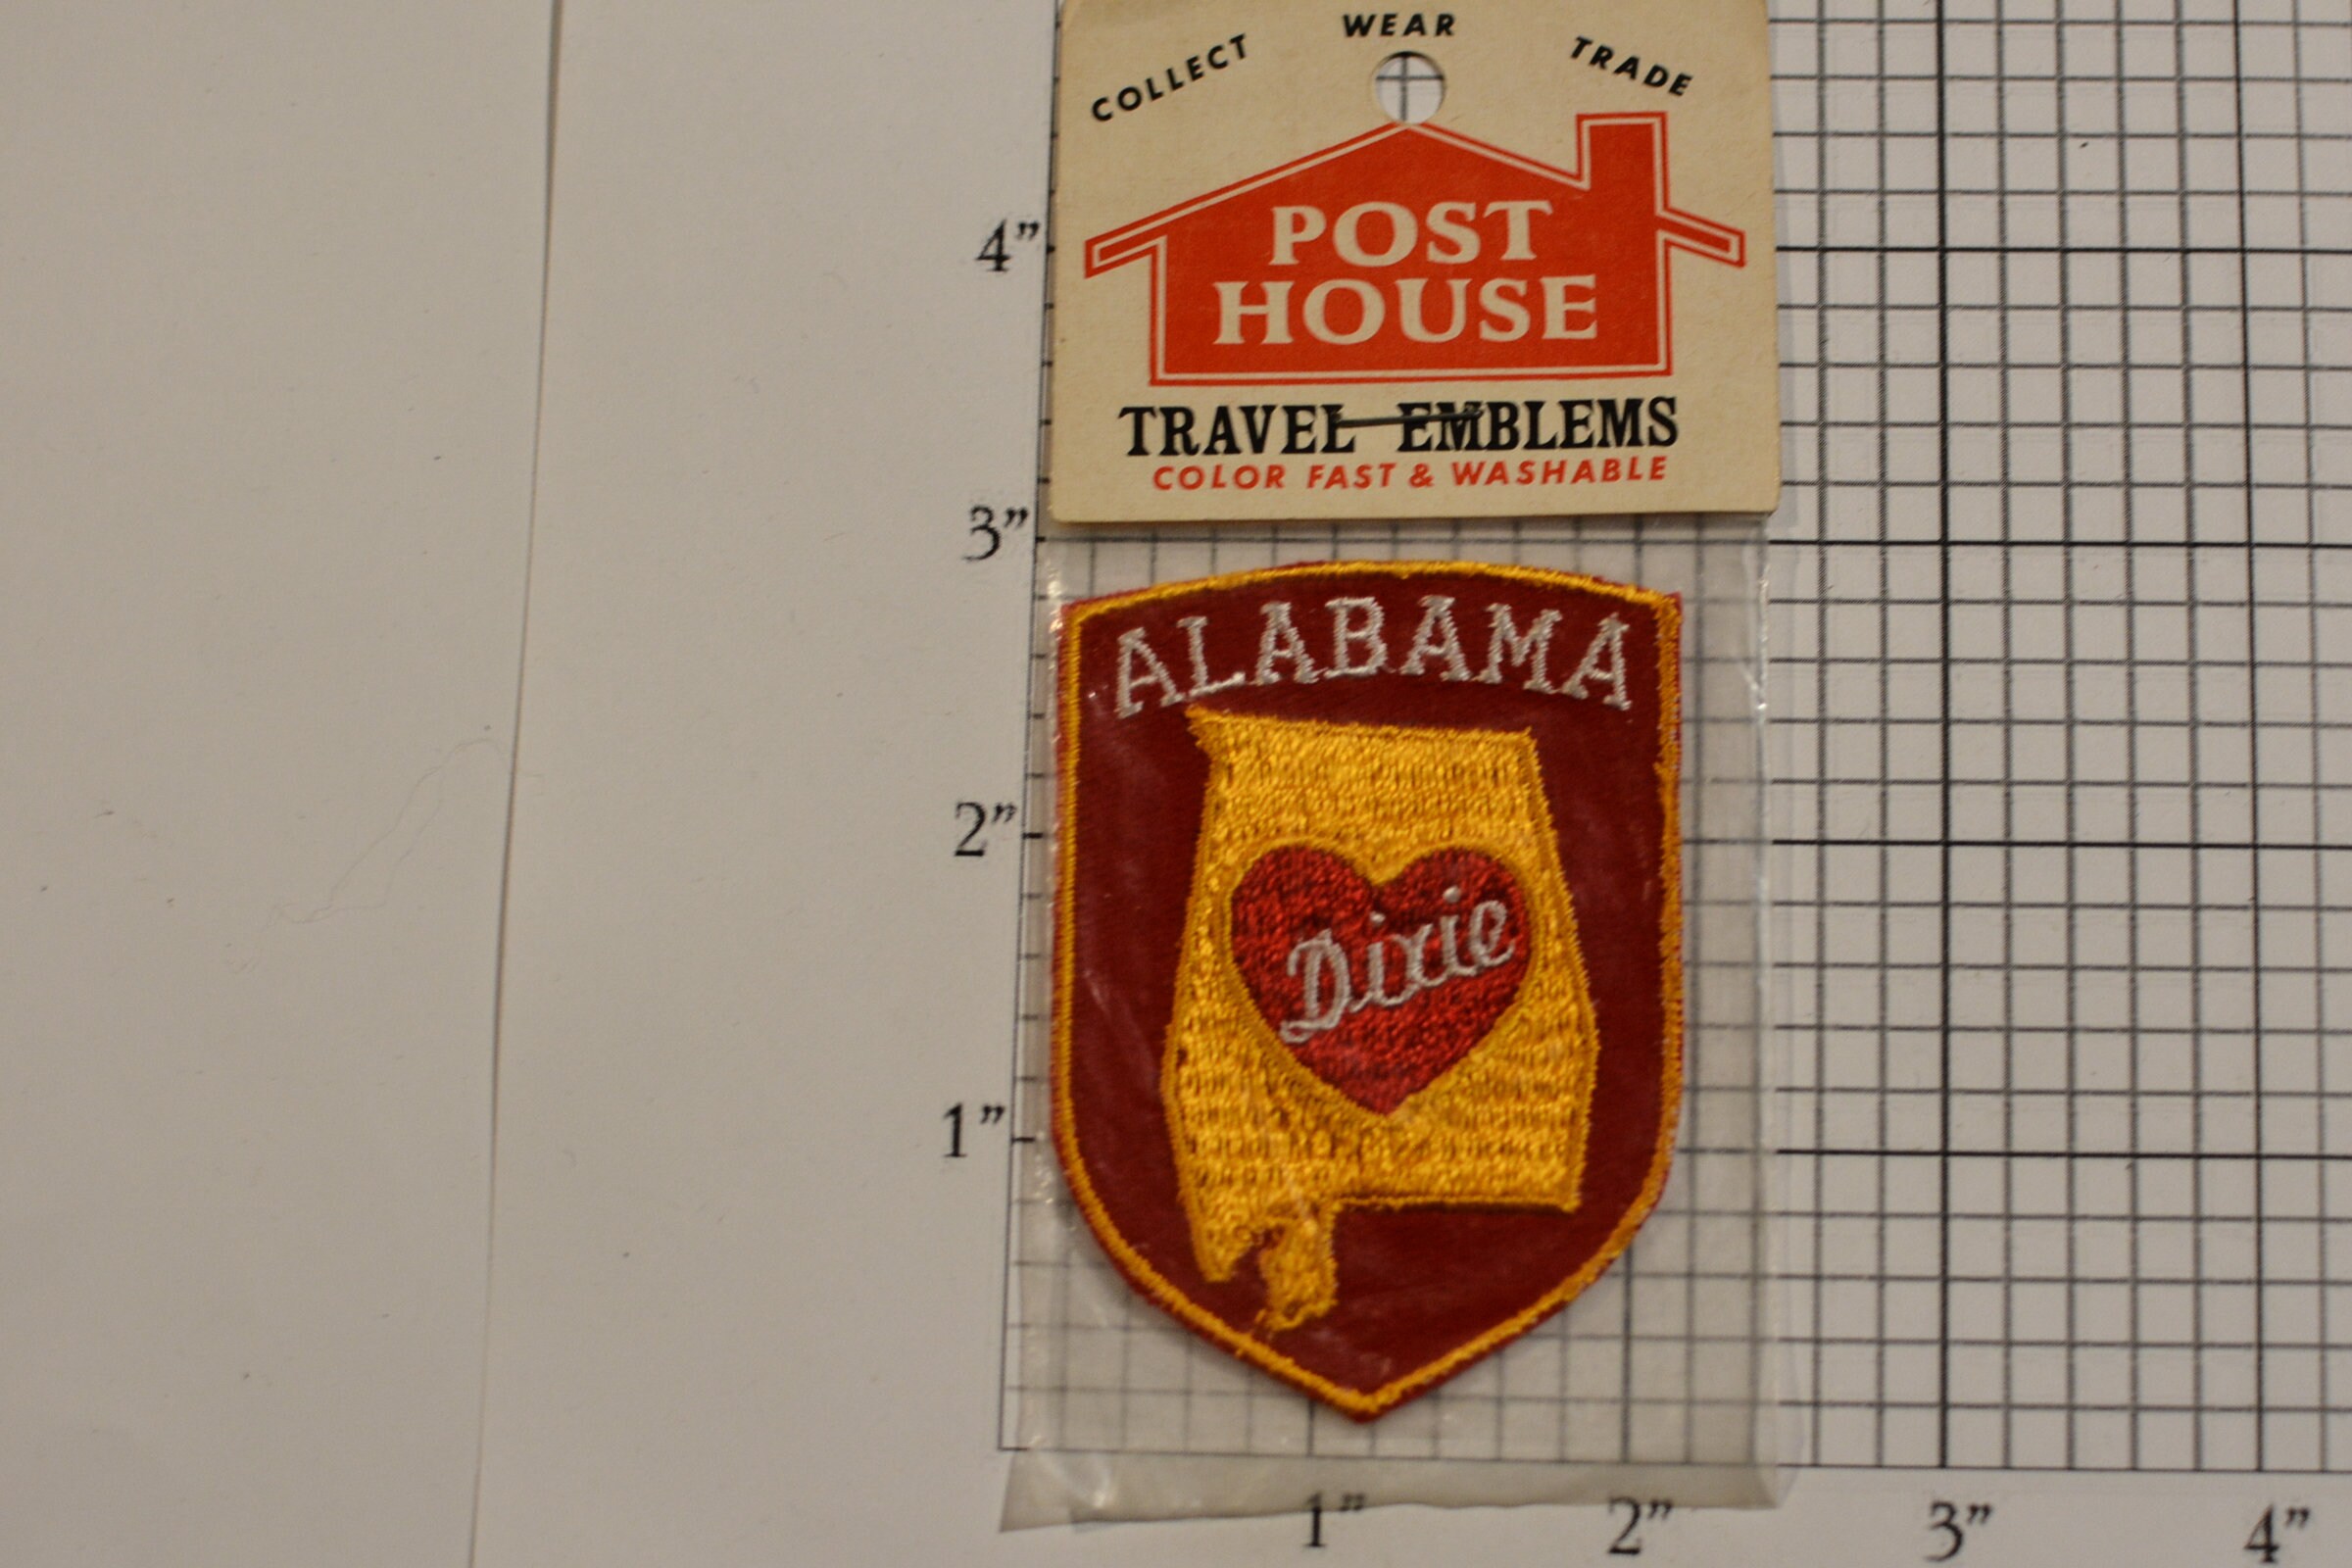 COLLECT WEAR TRADE
POST
HOUSE
TRAVEL EMBLEMS
COLOR FAST & WASHABLE
4”
3”
ALABAMA
2”
Dixie
1”
1” 2” 3” 4”